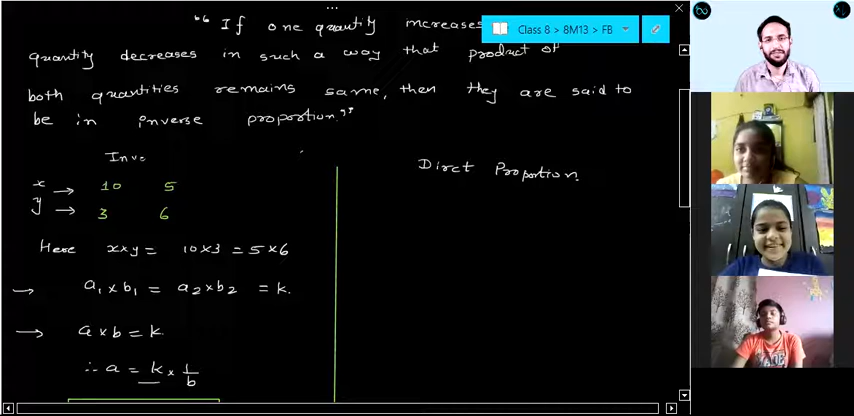 "If one quantity increases
Class 8 > 8M13 > FB
quantity decreases in such a way that product of
both quantities remains same, then they are said to
be in inverse proportion."
Inve
x → 10 5
y → 3 6
Here x×y = 10×3 = 5×6
→ a₁×b₁ = a₂×b₂ = k.
→ a×b = k.
∴ a = k × 1/b
Dirct Proportion.